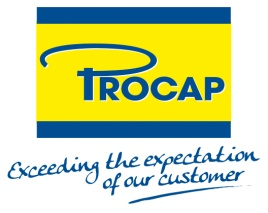 PROCAP
Exceeding the expectation
of our customer